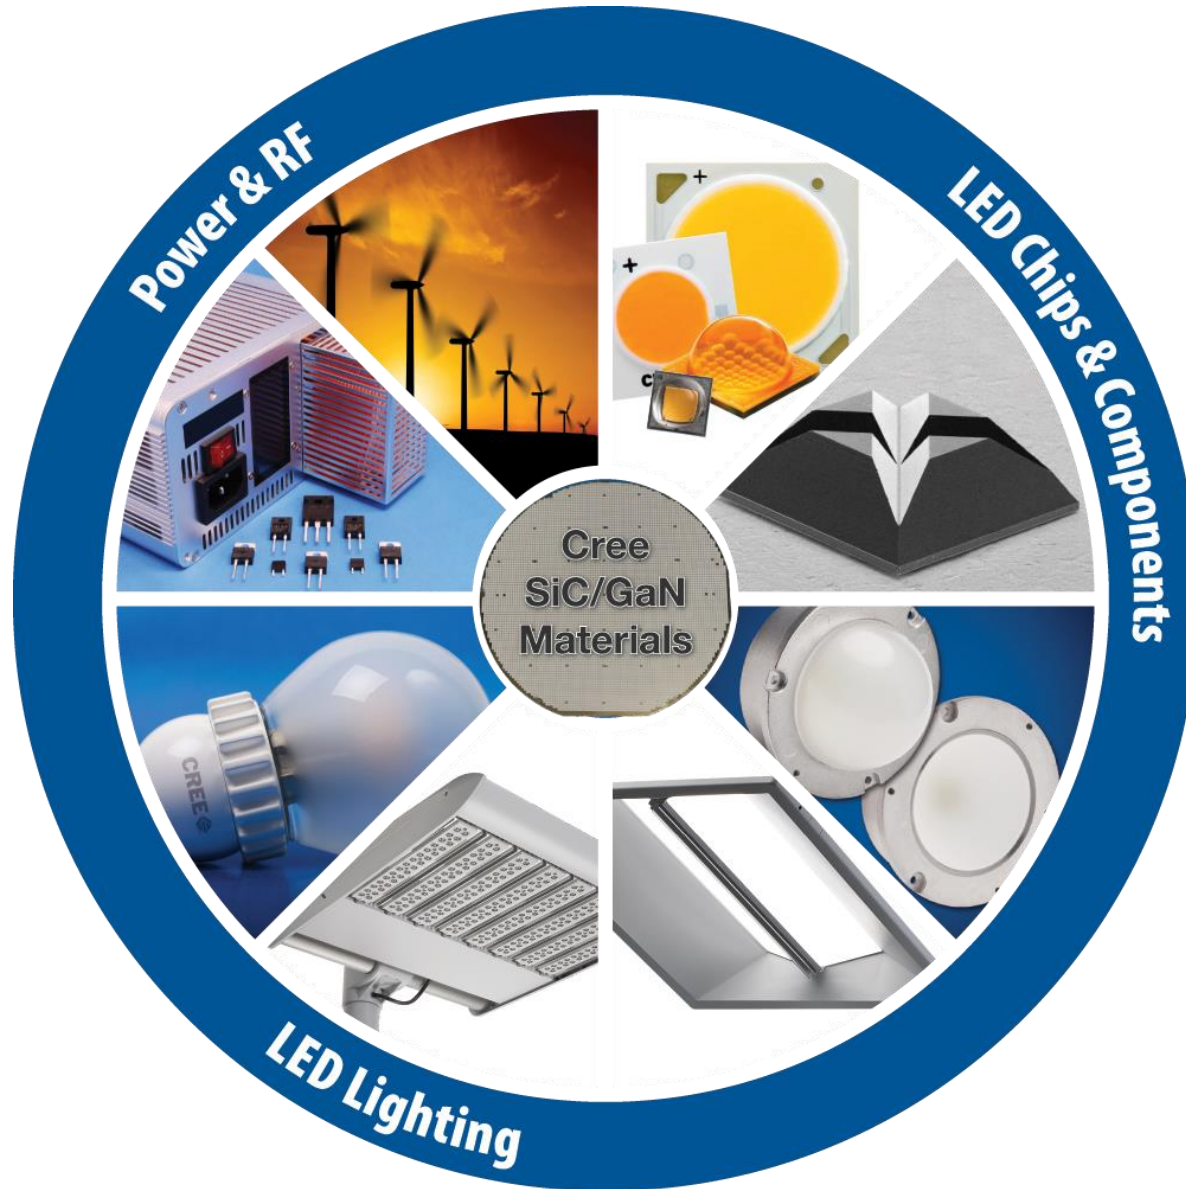 Power & RF
LED Chips & Components
+
+
Cree
SiC/GaN
Materials
CREE
LED Lighting